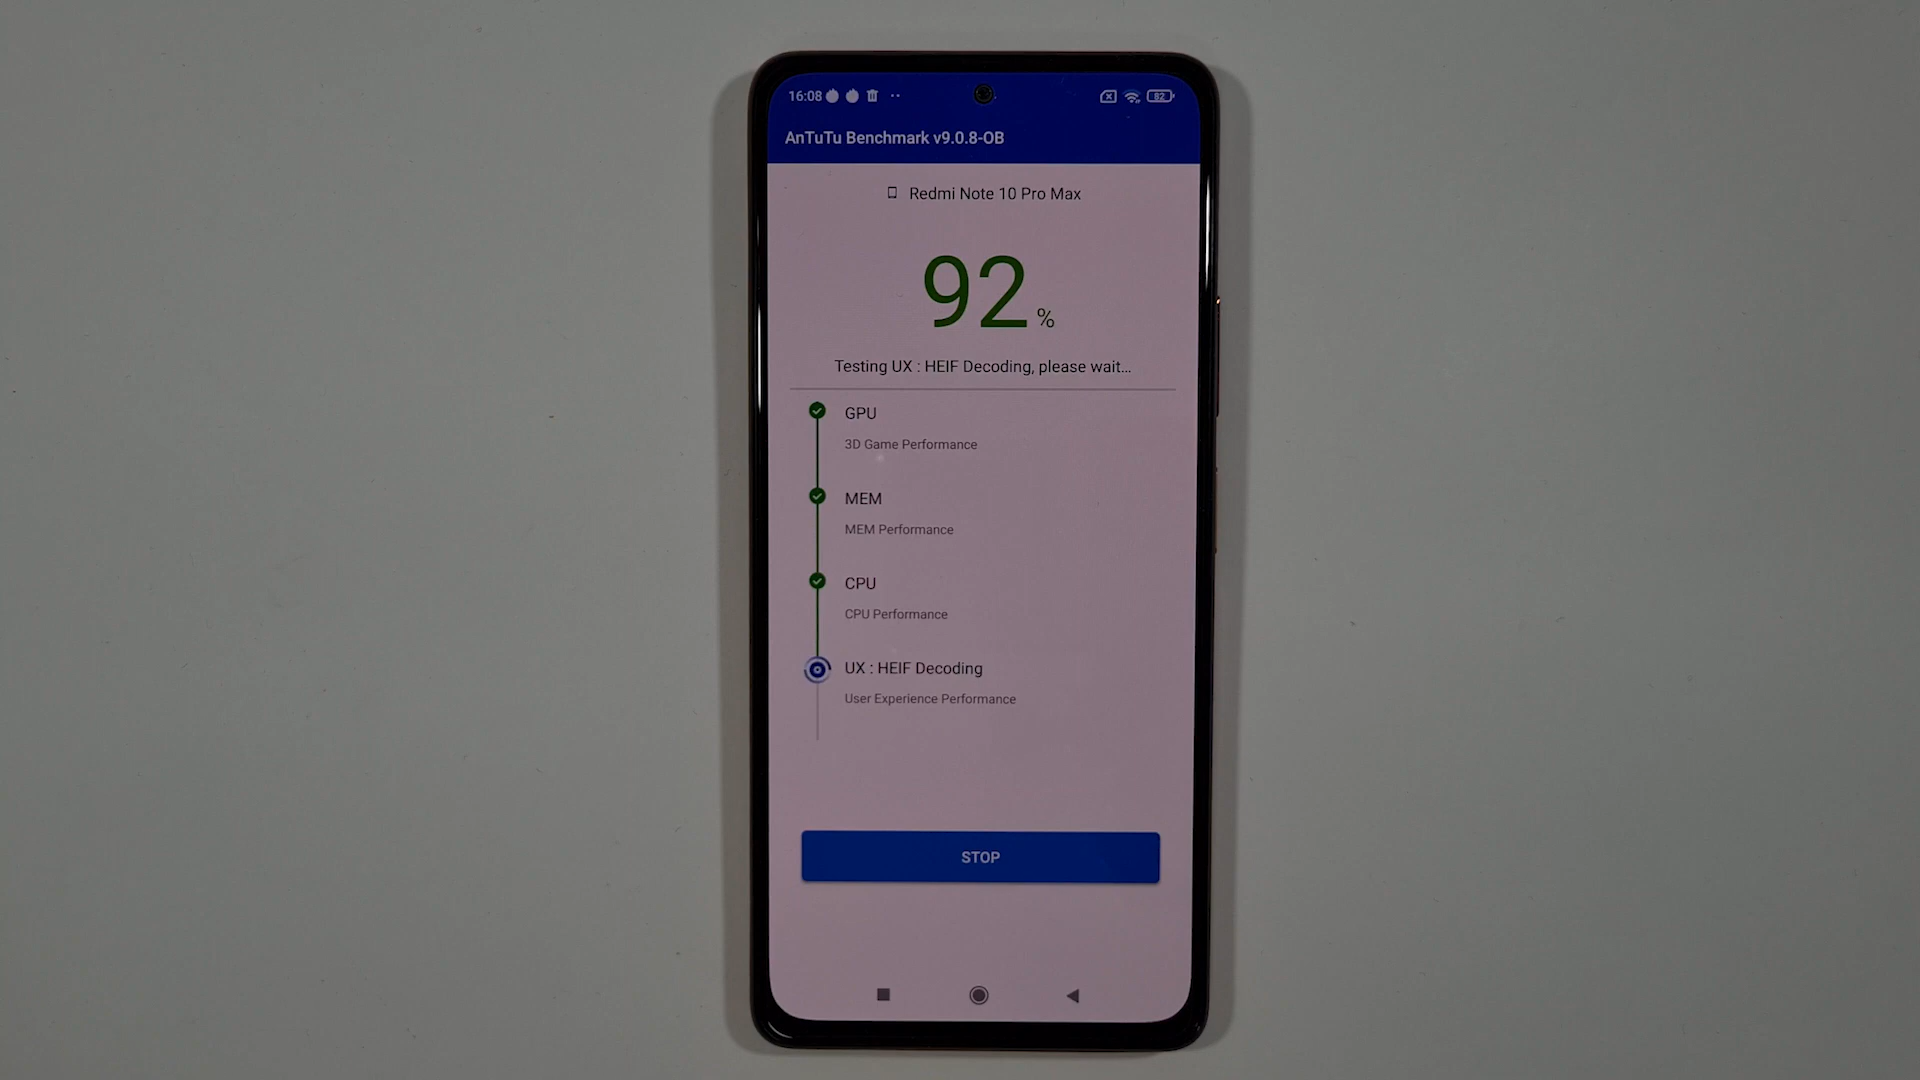 16:08
82
AnTuTu Benchmark v9.0.8-OB
Redmi Note 10 Pro Max
92%
Testing UX : HEIF Decoding, please wait...
GPU
3D Game Performance
MEM
MEM Performance
CPU
CPU Performance
UX : HEIF Decoding
User Experience Performance
STOP